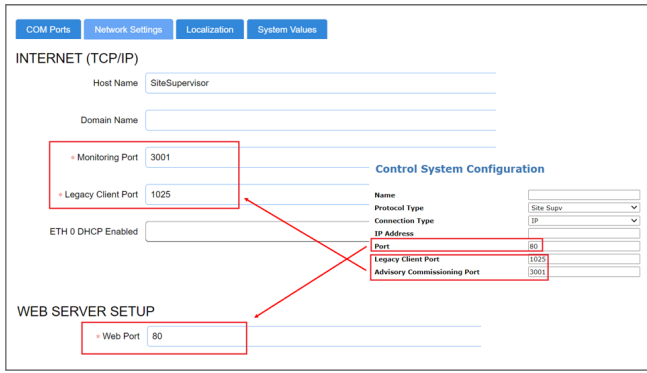 COM Ports Network Settings Localization System Values
INTERNET (TCP/IP)
Host Name SiteSupervisor
Domain Name
* Monitoring Port 3001
* Legacy Client Port 1025
ETH 0 DHCP Enabled
Control System Configuration
Name
Protocol Type Site Supv
Connection Type IP
IP Address
Port 80
Legacy Client Port 1025
Advisory Commissioning Port 3001
WEB SERVER SETUP
* Web Port 80